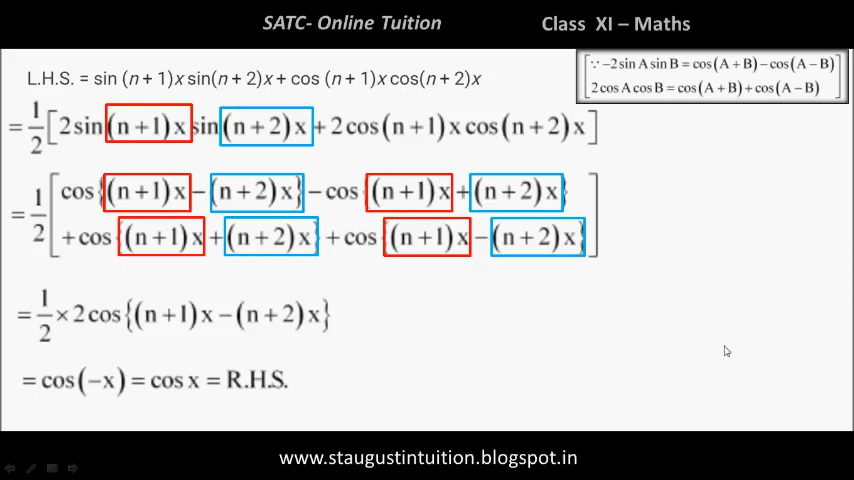 SATC- Online Tuition Class XI – Maths
L.H.S. = sin (n + 1)x sin(n + 2)x + cos (n + 1)x cos(n + 2)x
[∵ −2 sin A sin B = cos(A + B) − cos(A − B)
2 cos A cos B = cos(A + B) + cos(A − B)]
= 1/2 [2 sin(n + 1) x sin(n + 2) x + 2 cos(n + 1) x cos(n + 2) x]
= 1/2 [cos{(n + 1) x − (n + 2) x} − cos{(n + 1) x + (n + 2) x}
+ cos{(n + 1) x + (n + 2) x} + cos{(n + 1) x − (n + 2) x}]
= 1/2 × 2 cos{(n + 1) x − (n + 2) x}
= cos(−x) = cos x = R.H.S.
www.staugustintuition.blogspot.in